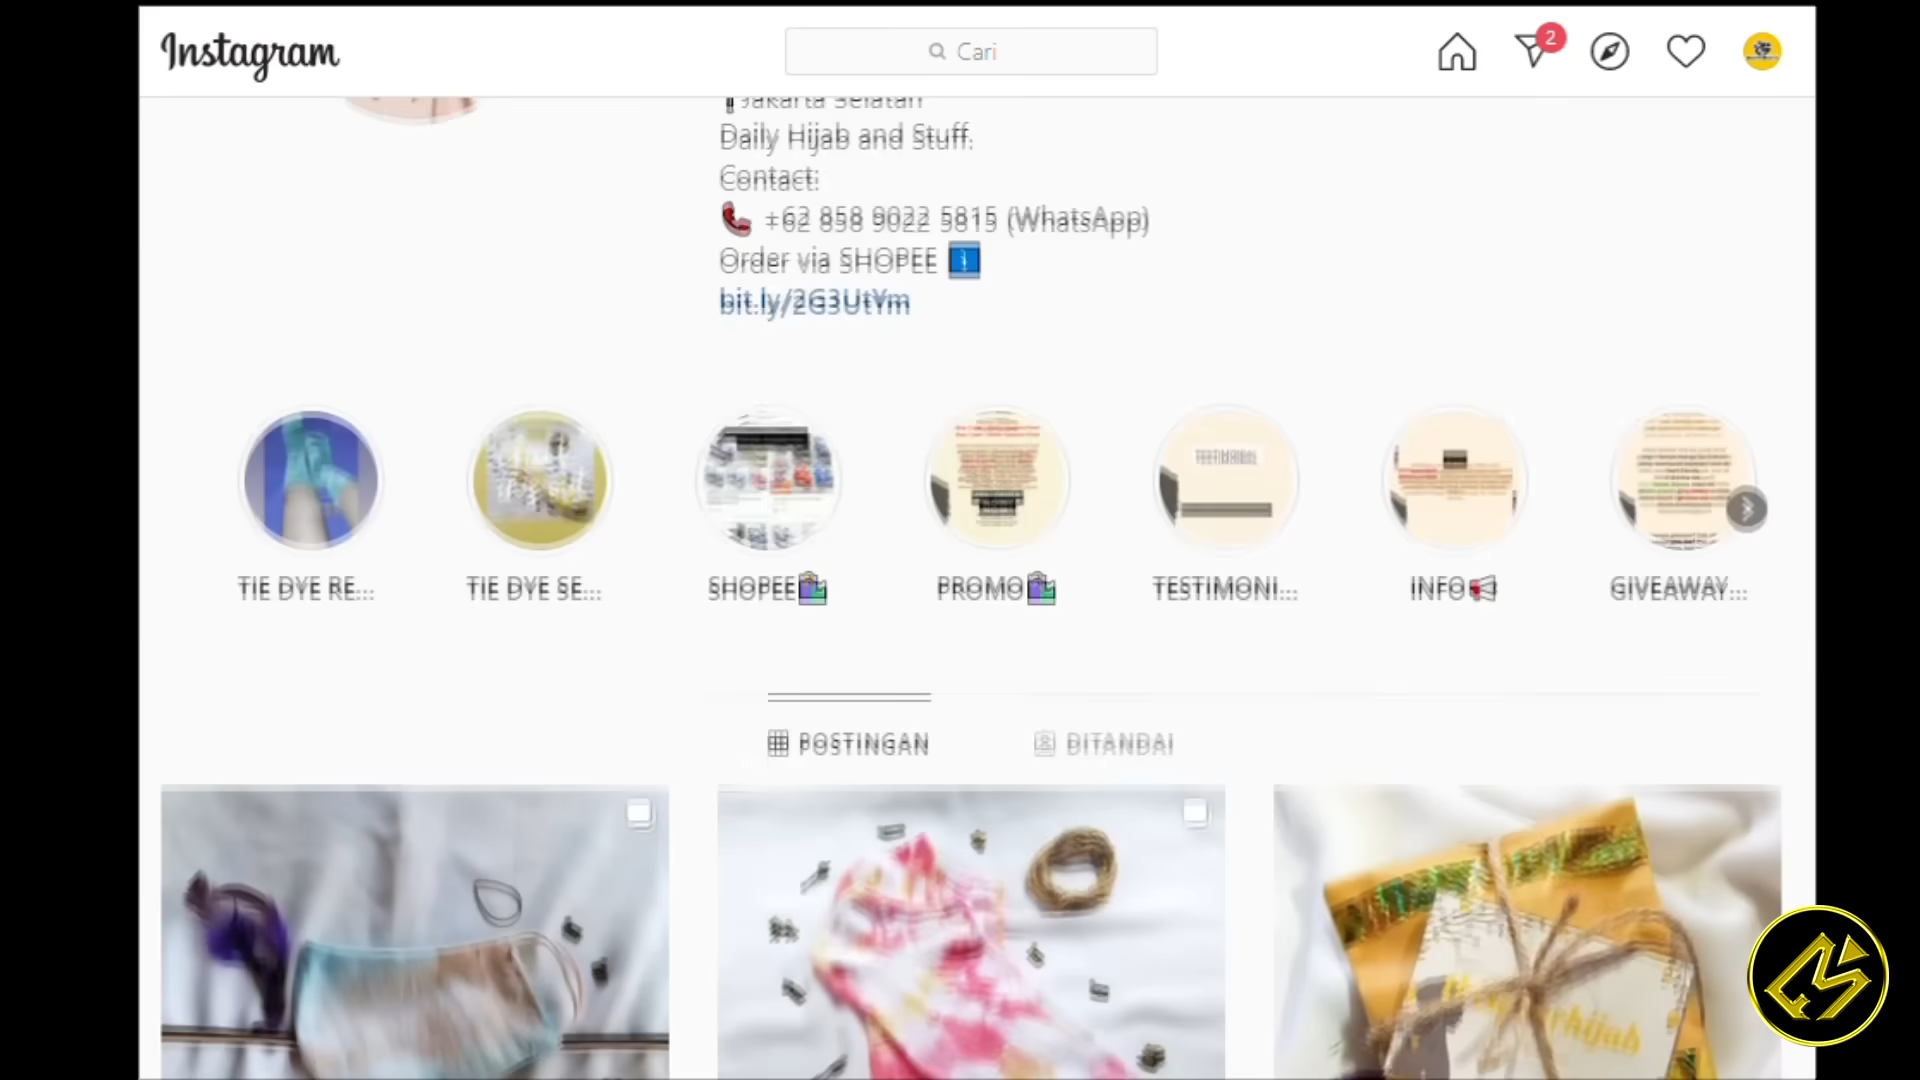 Instagram
Cari
2
Jakarta Selatan
Daily Hijab and Stuff.
Contact:
+62 858 9022 5815 (WhatsApp)
Order via SHOPEE
bit.ly/2G3UtYm
TIE DYE RE...
TIE DYE SE...
SHOPEE
PROMO
TESTIMONI...
INFO
GIVEAWAY...
TESTIMONI
POSTINGAN
DITANDAI